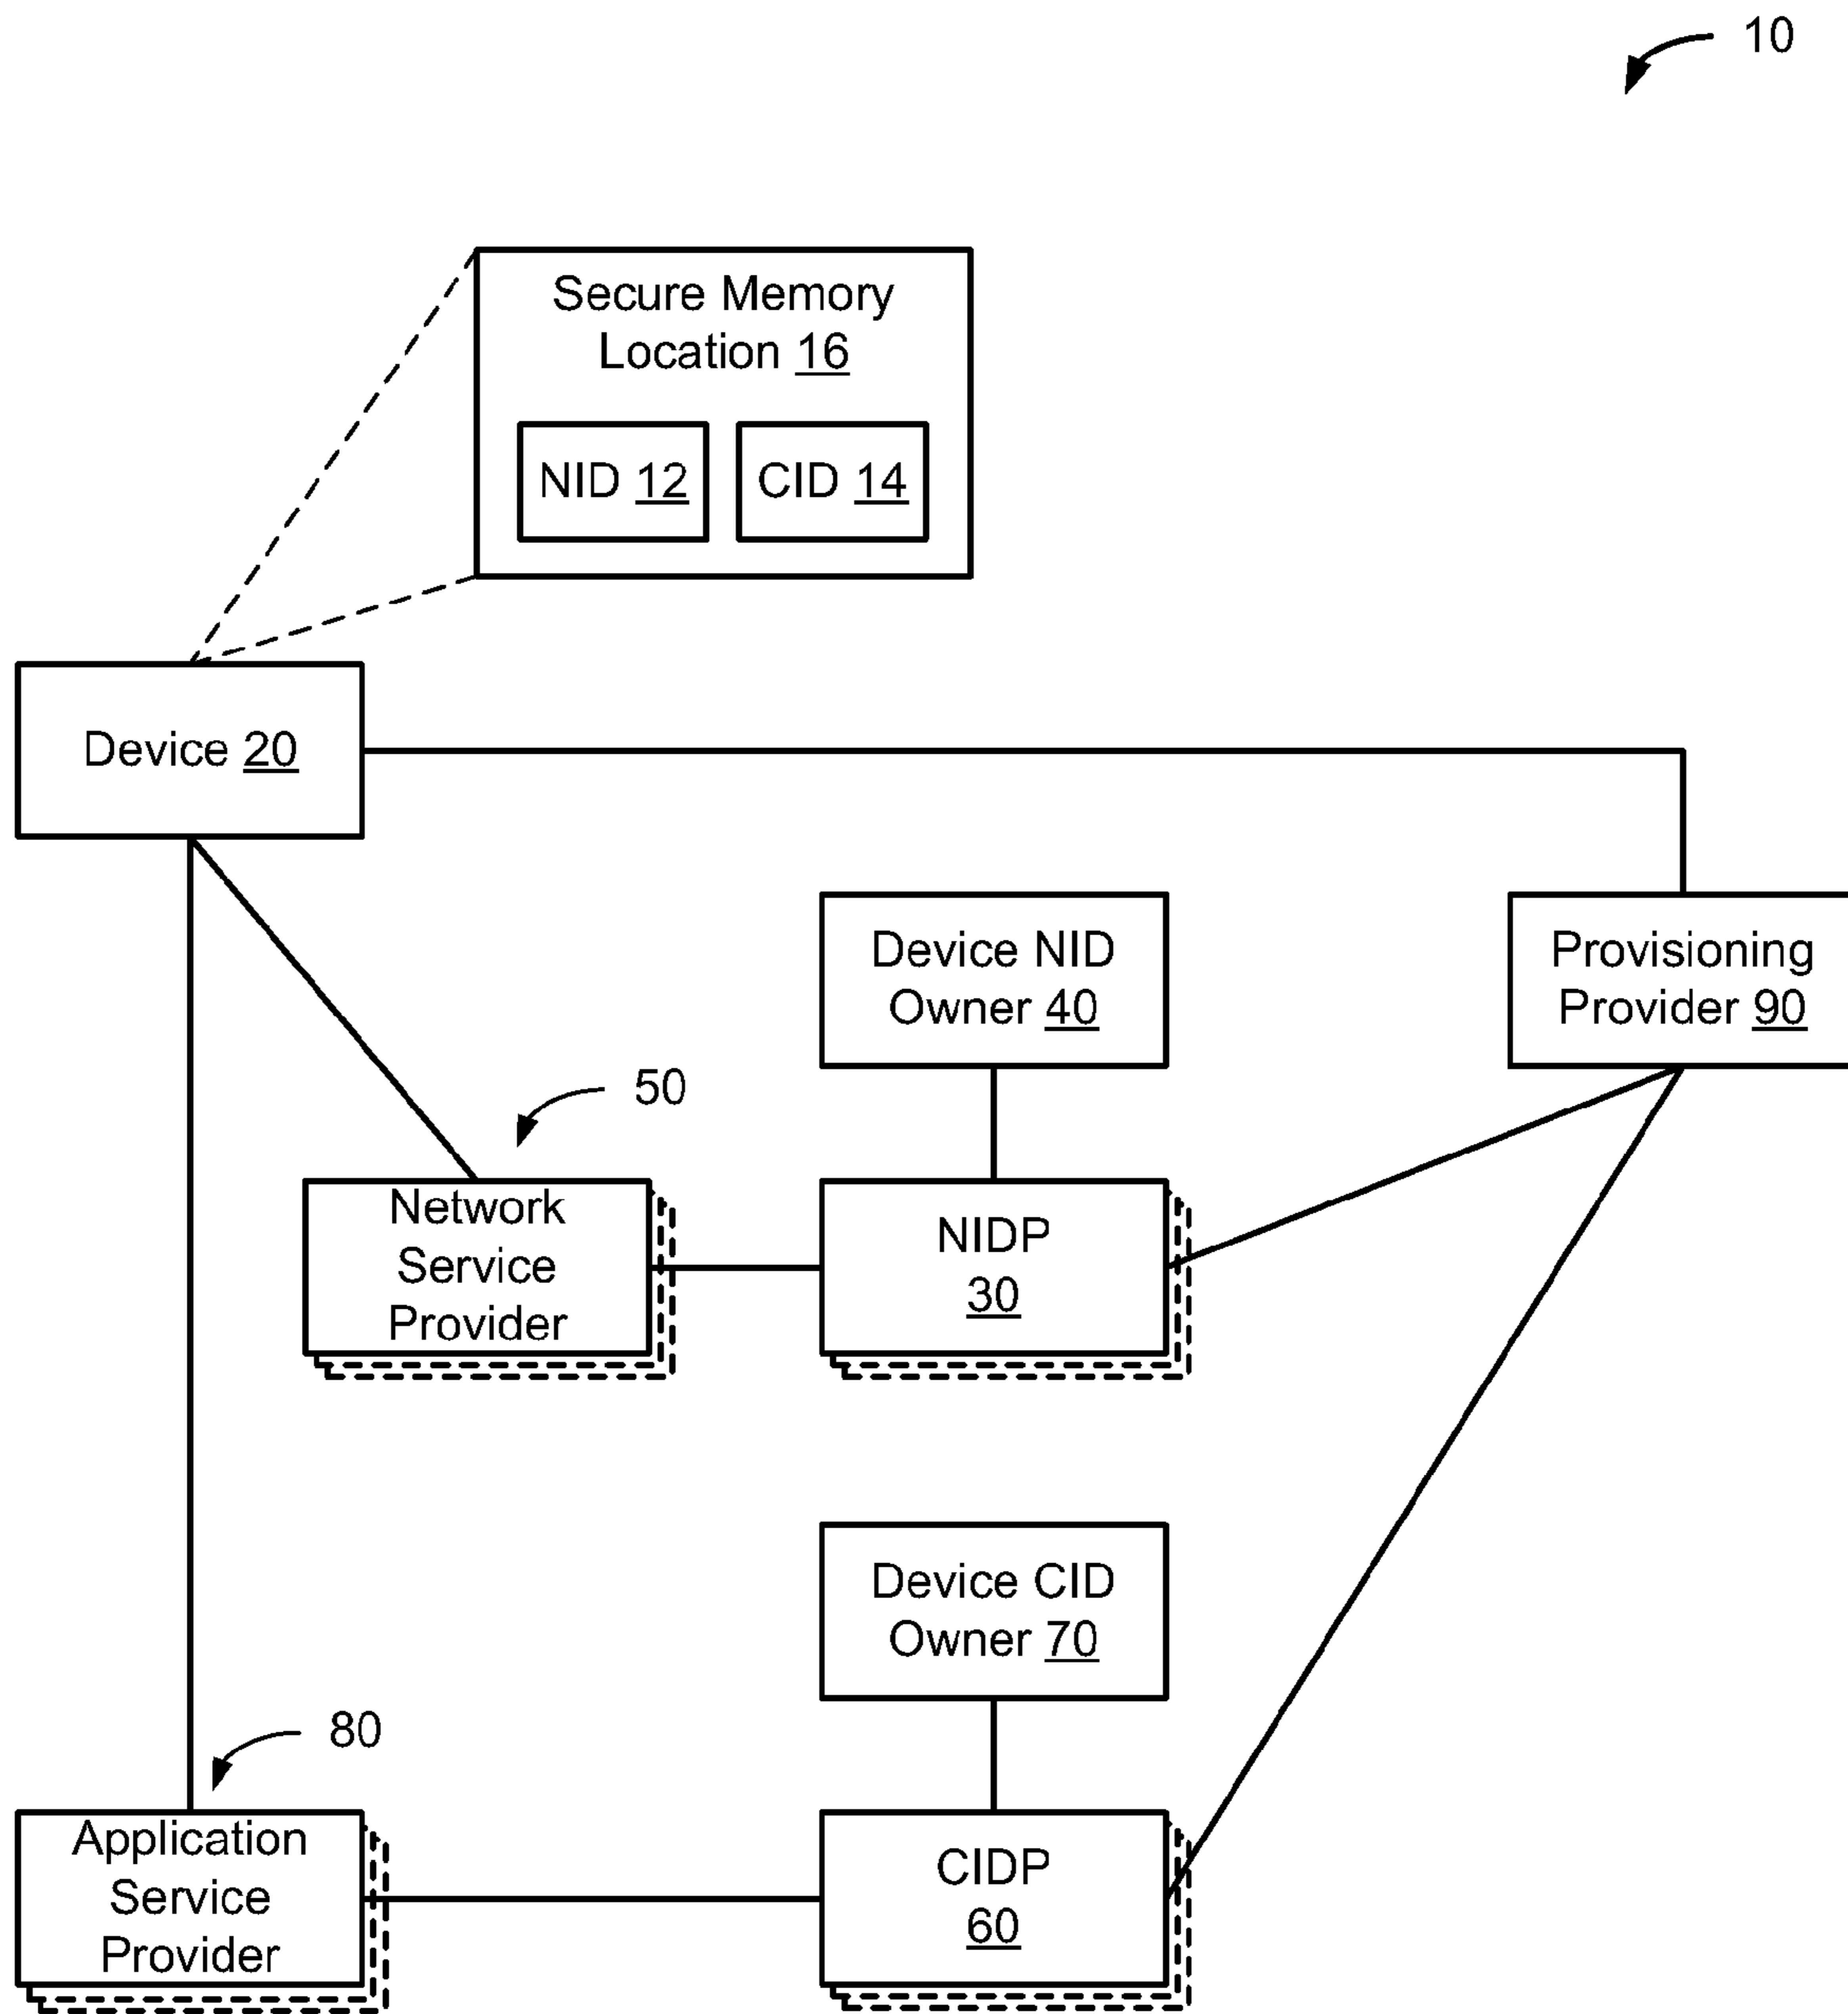 10
Secure Memory
Location 16
NID 12
CID 14
Device 20
Device NID
Owner 40
Provisioning
Provider 90
50
Network
Service
Provider
NIDP
30
Device CID
Owner 70
80
Application
Service
Provider
CIDP
60